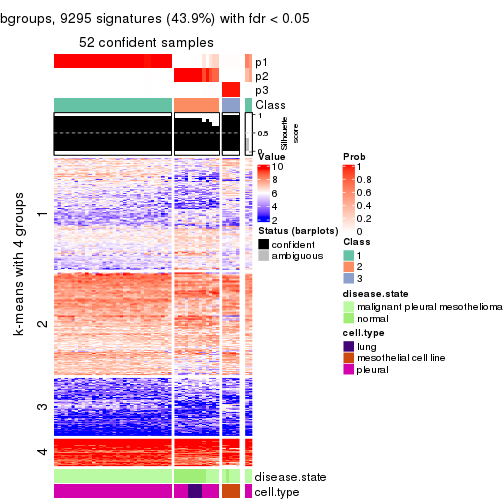 bgroups, 9295 signatures (43.9%) with fdr < 0.05
52 confident samples
p1
p2
p3
Class
1
0.5
0
Silhouette
score
k-means with 4 groups
1
2
3
4
disease.state
cell.type
Value
10
8
6
4
2
Status (barplots)
confident
ambiguous
Prob
1
0.8
0.6
0.4
0.2
0
Class
1
2
3
disease.state
malignant pleural mesothelioma
normal
cell.type
lung
mesothelial cell line
pleural